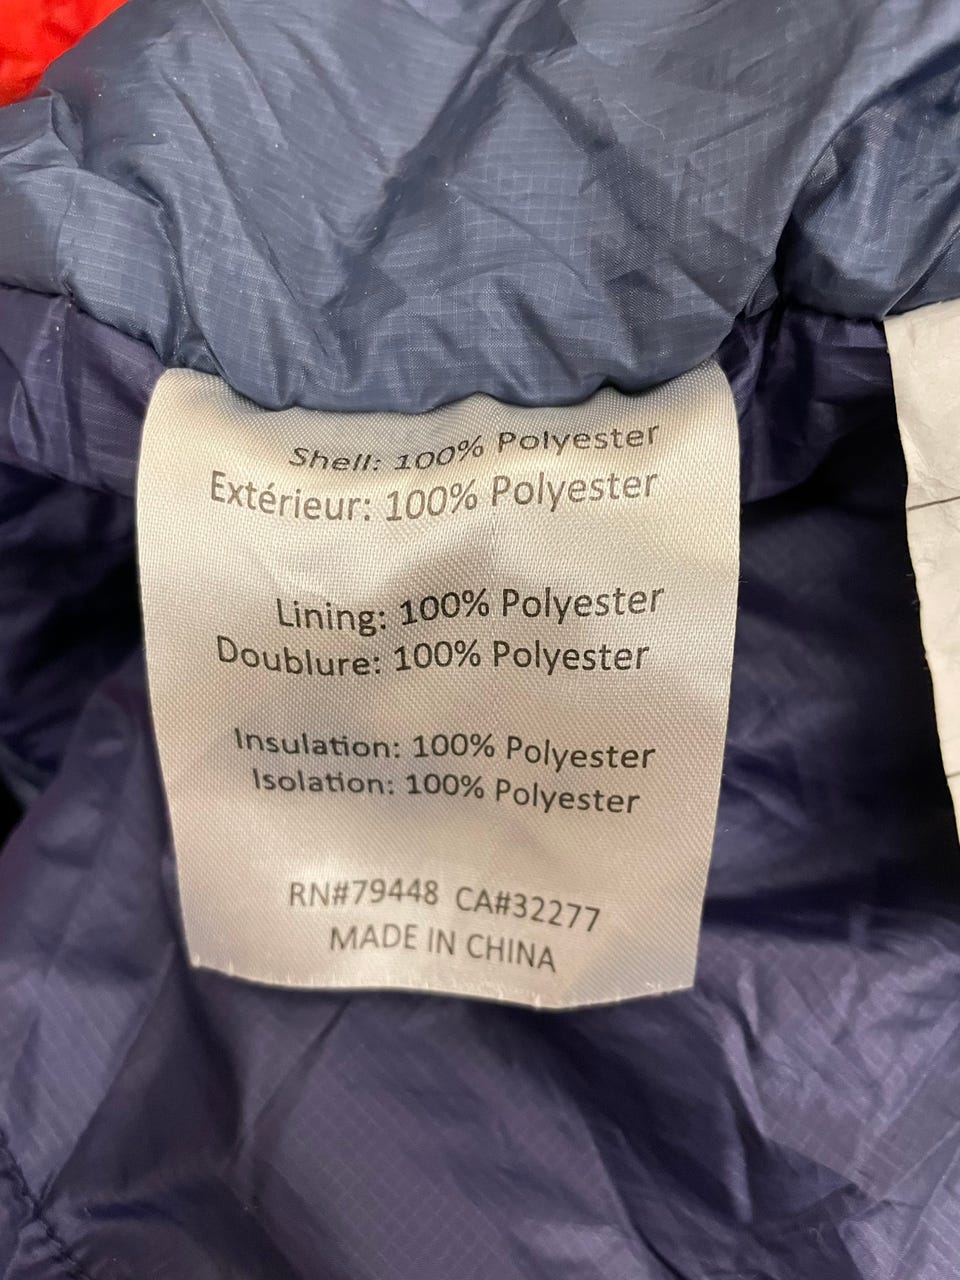 Shell: 100% Polyester
Extérieur: 100% Polyester
Lining: 100% Polyester
Doublure: 100% Polyester
Insulation: 100% Polyester
Isolation: 100% Polyester
RN#79448 CA#32277
MADE IN CHINA